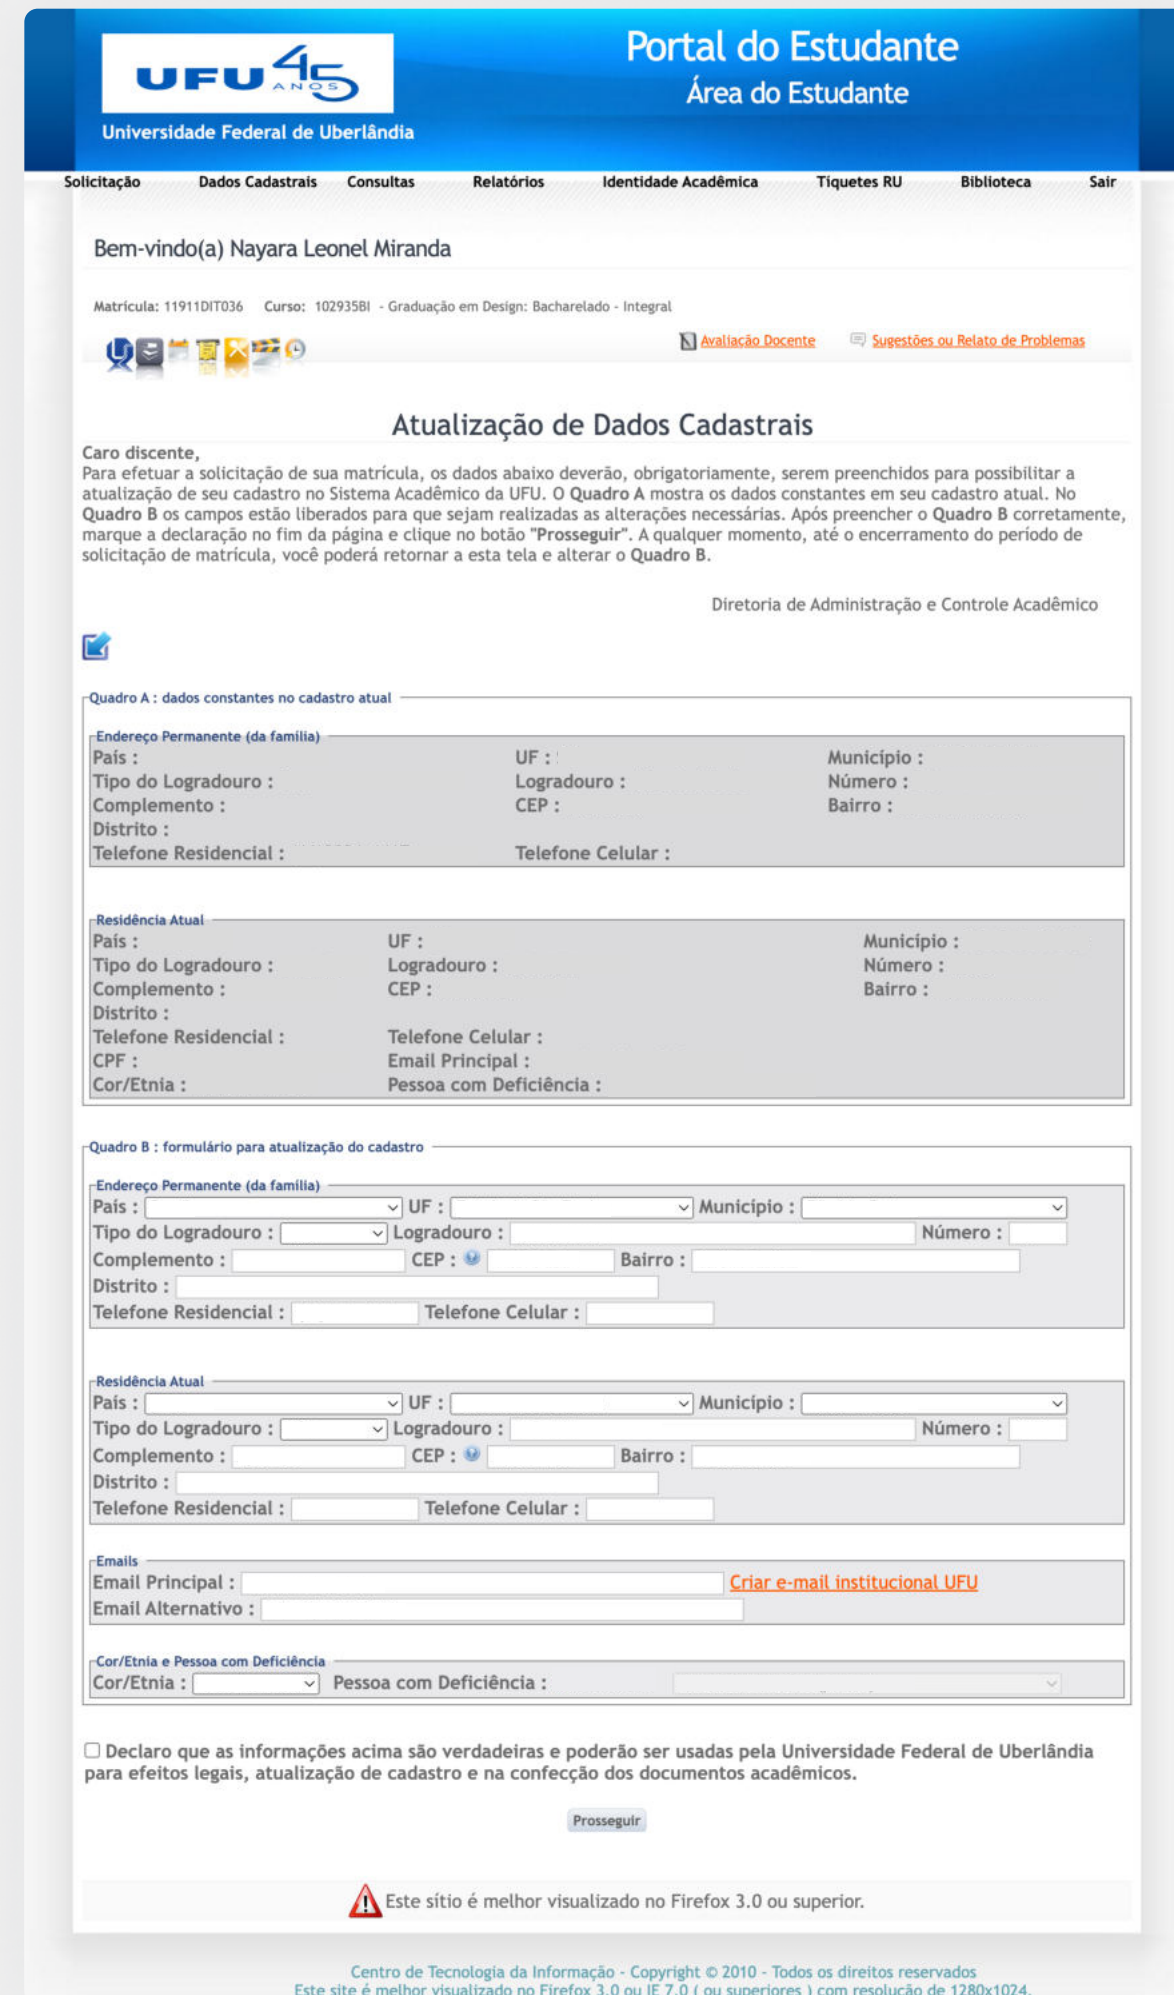 UFU 45
ANOS
Universidade Federal de Uberlândia
Portal do Estudante
Área do Estudante
Solicitação Dados Cadastrais Consultas Relatórios Identidade Acadêmica Tíquetes RU Biblioteca Sair
Bem-vindo(a) Nayara Leonel Miranda
Matrícula: 11911DIT036 Curso: 102935BI - Graduação em Design: Bacharelado - Integral
Avaliação Docente Sugestões ou Relato de Problemas
Atualização de Dados Cadastrais
Caro discente,
Para efetuar a solicitação de sua matrícula, os dados abaixo deverão, obrigatoriamente, serem preenchidos para possibilitar a
atualização de seu cadastro no Sistema Acadêmico da UFU. O Quadro A mostra os dados constantes em seu cadastro atual. No
Quadro B os campos estão liberados para que sejam realizadas as alterações necessárias. Após preencher o Quadro B corretamente,
marque a declaração no fim da página e clique no botão "Prosseguir". A qualquer momento, até o encerramento do período de
solicitação de matrícula, você poderá retornar a esta tela e alterar o Quadro B.
Diretoria de Administração e Controle Acadêmico
Quadro A : dados constantes no cadastro atual
Endereço Permanente (da família)
País : UF : Município :
Tipo do Logradouro : Logradouro : Número :
Complemento : CEP : Bairro :
Distrito :
Telefone Residencial : Telefone Celular :
Residência Atual
País : UF : Município :
Tipo do Logradouro : Logradouro : Número :
Complemento : CEP : Bairro :
Distrito :
Telefone Residencial : Telefone Celular :
CPF : Email Principal :
Cor/Etnia : Pessoa com Deficiência :
Quadro B : formulário para atualização do cadastro
Endereço Permanente (da família)
País : UF : Município :
Tipo do Logradouro : Logradouro : Número :
Complemento : CEP : Bairro :
Distrito :
Telefone Residencial : Telefone Celular :
Residência Atual
País : UF : Município :
Tipo do Logradouro : Logradouro : Número :
Complemento : CEP : Bairro :
Distrito :
Telefone Residencial : Telefone Celular :
Emails
Email Principal : Criar e-mail institucional UFU
Email Alternativo :
Cor/Etnia e Pessoa com Deficiência
Cor/Etnia : Pessoa com Deficiência :
Declaro que as informações acima são verdadeiras e poderão ser usadas pela Universidade Federal de Uberlândia
para efeitos legais, atualização de cadastro e na confecção dos documentos acadêmicos.
Prosseguir
Este sítio é melhor visualizado no Firefox 3.0 ou superior.
Centro de Tecnologia da Informação - Copyright © 2010 - Todos os direitos reservados
Este site é melhor visualizado no Firefox 3.0 ou IE 7.0 ( ou superiores ) com resolução de 1280x1024.